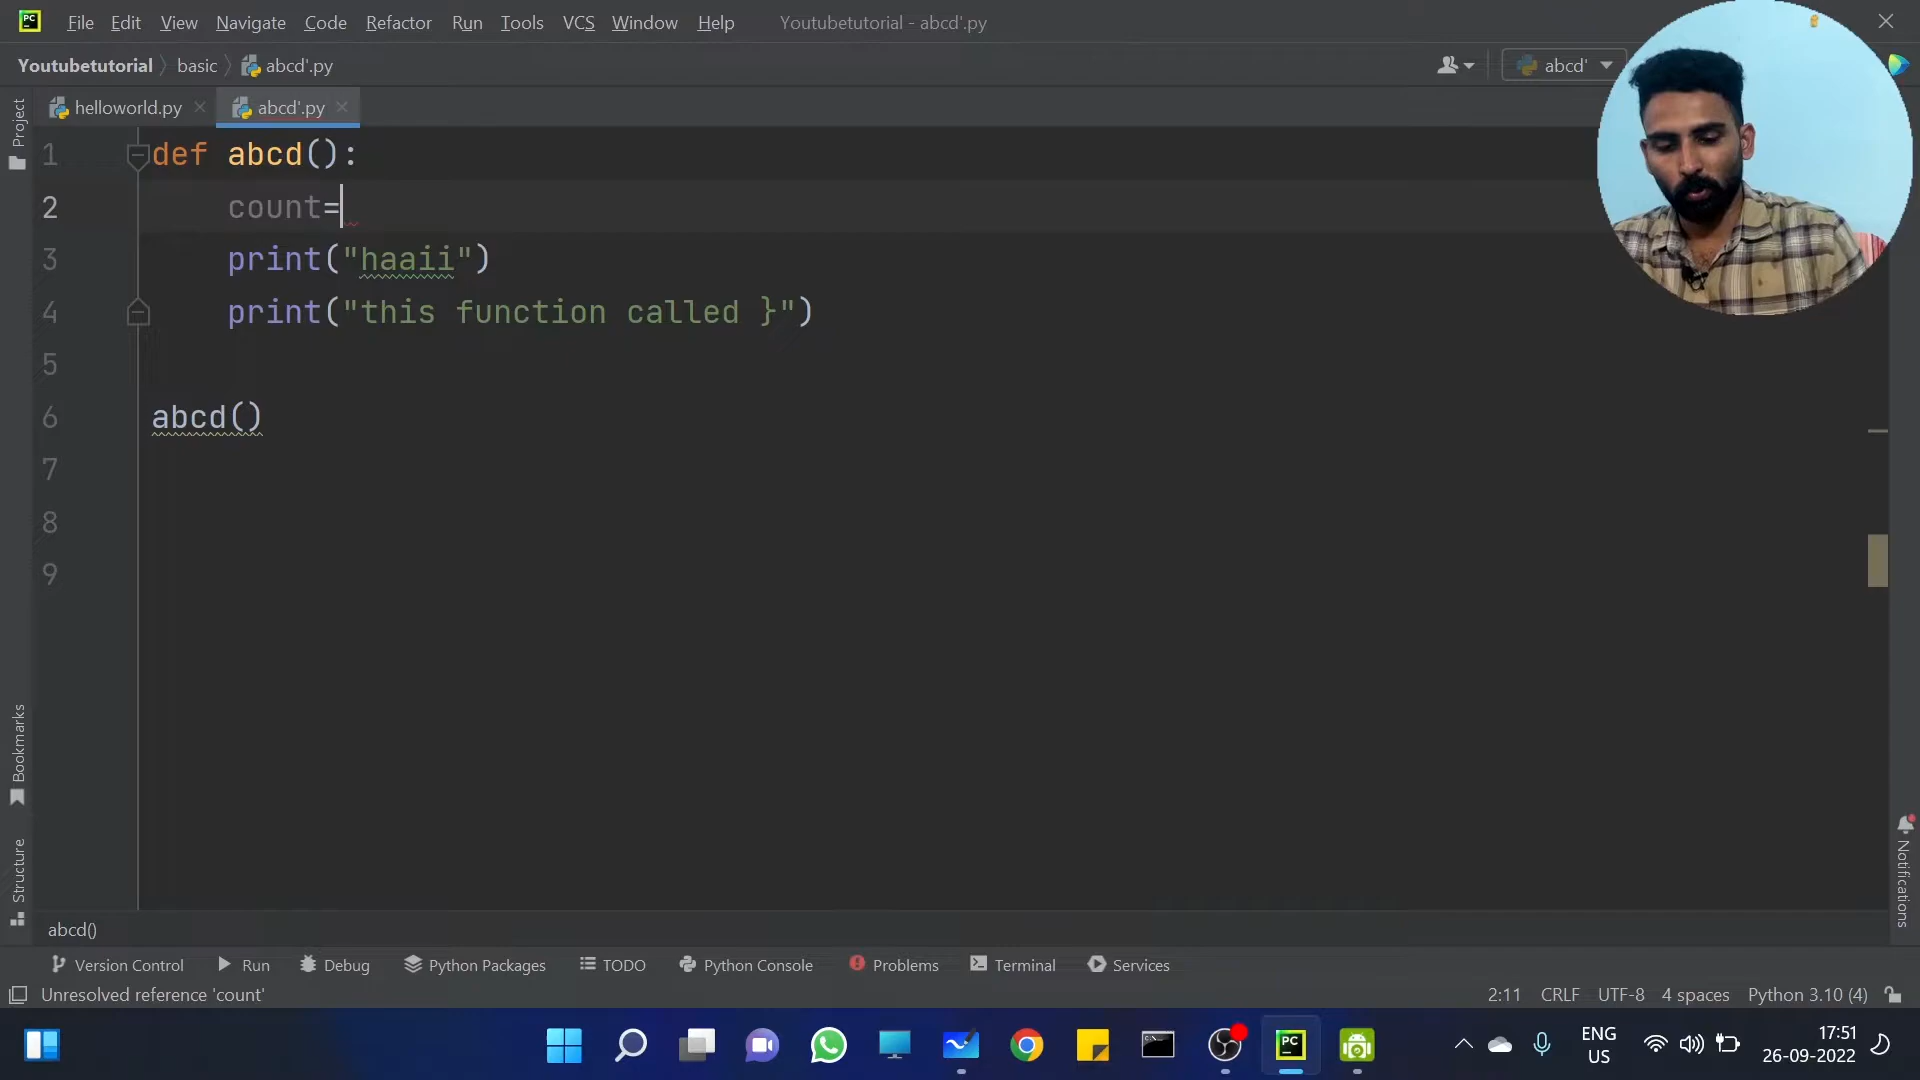 PC File Edit View Navigate Code Refactor Run Tools VCS Window Help Youtubetutorial - abcd'.py
Youtubetutorial basic abcd'.py abcd'
helloworld.py abcd'.py
Project
1 def abcd():
2 count=
3 print("haaii")
4 print("this function called }")
5
6 abcd()
7
8
9
Bookmarks
Structure
Notifications
abcd()
Version Control Run Debug Python Packages TODO Python Console Problems Terminal Services
Unresolved reference 'count' 2:11 CRLF UTF-8 4 spaces Python 3.10 (4)
PC ENG 17:51
US 26-09-2022